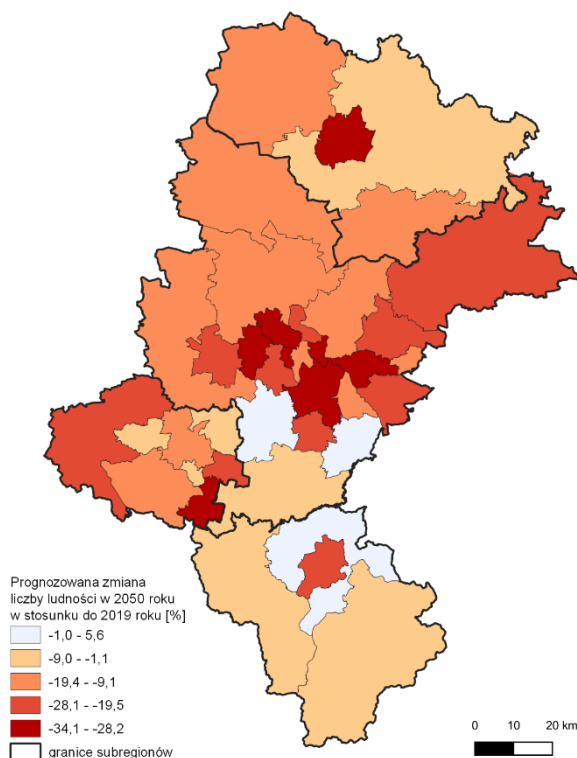 Prognozowana zmiana
liczby ludności w 2050 roku
w stosunku do 2019 roku [%]
-1,0 - 5,6
-9,0 - -1,1
-19,4 - -9,1
-28,1 - -19,5
-34,1 - -28,2
granice subregionów
0 10 20 km